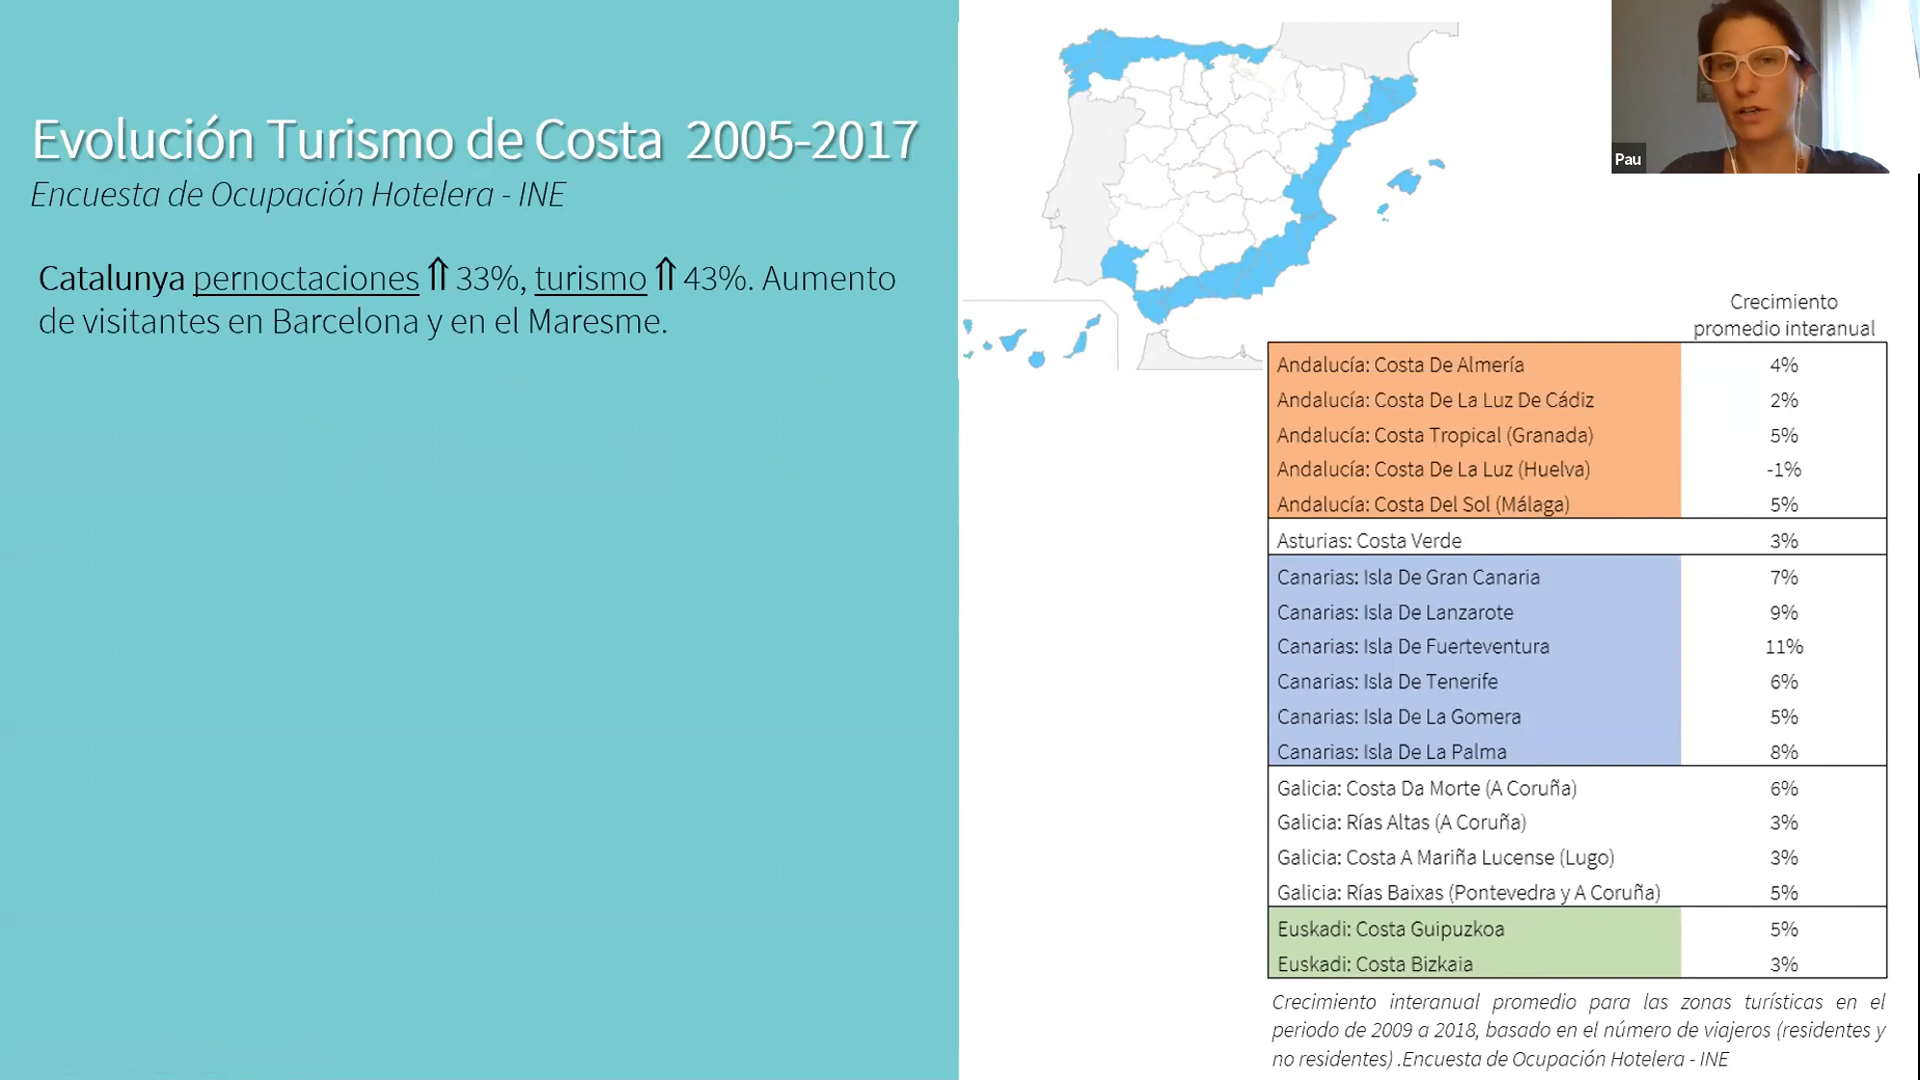 Evolución Turismo de Costa 2005-2017
Encuesta de Ocupación Hotelera - INE
Catalunya pernoctaciones ⇑ 33%, turismo ⇑ 43%. Aumento
de visitantes en Barcelona y en el Maresme.
Pau
Crecimiento
promedio interanual
Andalucía: Costa De Almería 4%
Andalucía: Costa De La Luz De Cádiz 2%
Andalucía: Costa Tropical (Granada) 5%
Andalucía: Costa De La Luz (Huelva) -1%
Andalucía: Costa Del Sol (Málaga) 5%
Asturias: Costa Verde 3%
Canarias: Isla De Gran Canaria 7%
Canarias: Isla De Lanzarote 9%
Canarias: Isla De Fuerteventura 11%
Canarias: Isla De Tenerife 6%
Canarias: Isla De La Gomera 5%
Canarias: Isla De La Palma 8%
Galicia: Costa Da Morte (A Coruña) 6%
Galicia: Rías Altas (A Coruña) 3%
Galicia: Costa A Mariña Lucense (Lugo) 3%
Galicia: Rías Baixas (Pontevedra y A Coruña) 5%
Euskadi: Costa Guipuzkoa 5%
Euskadi: Costa Bizkaia 3%
Crecimiento interanual promedio para las zonas turísticas en el
periodo de 2009 a 2018, basado en el número de viajeros (residentes y
no residentes) .Encuesta de Ocupación Hotelera - INE